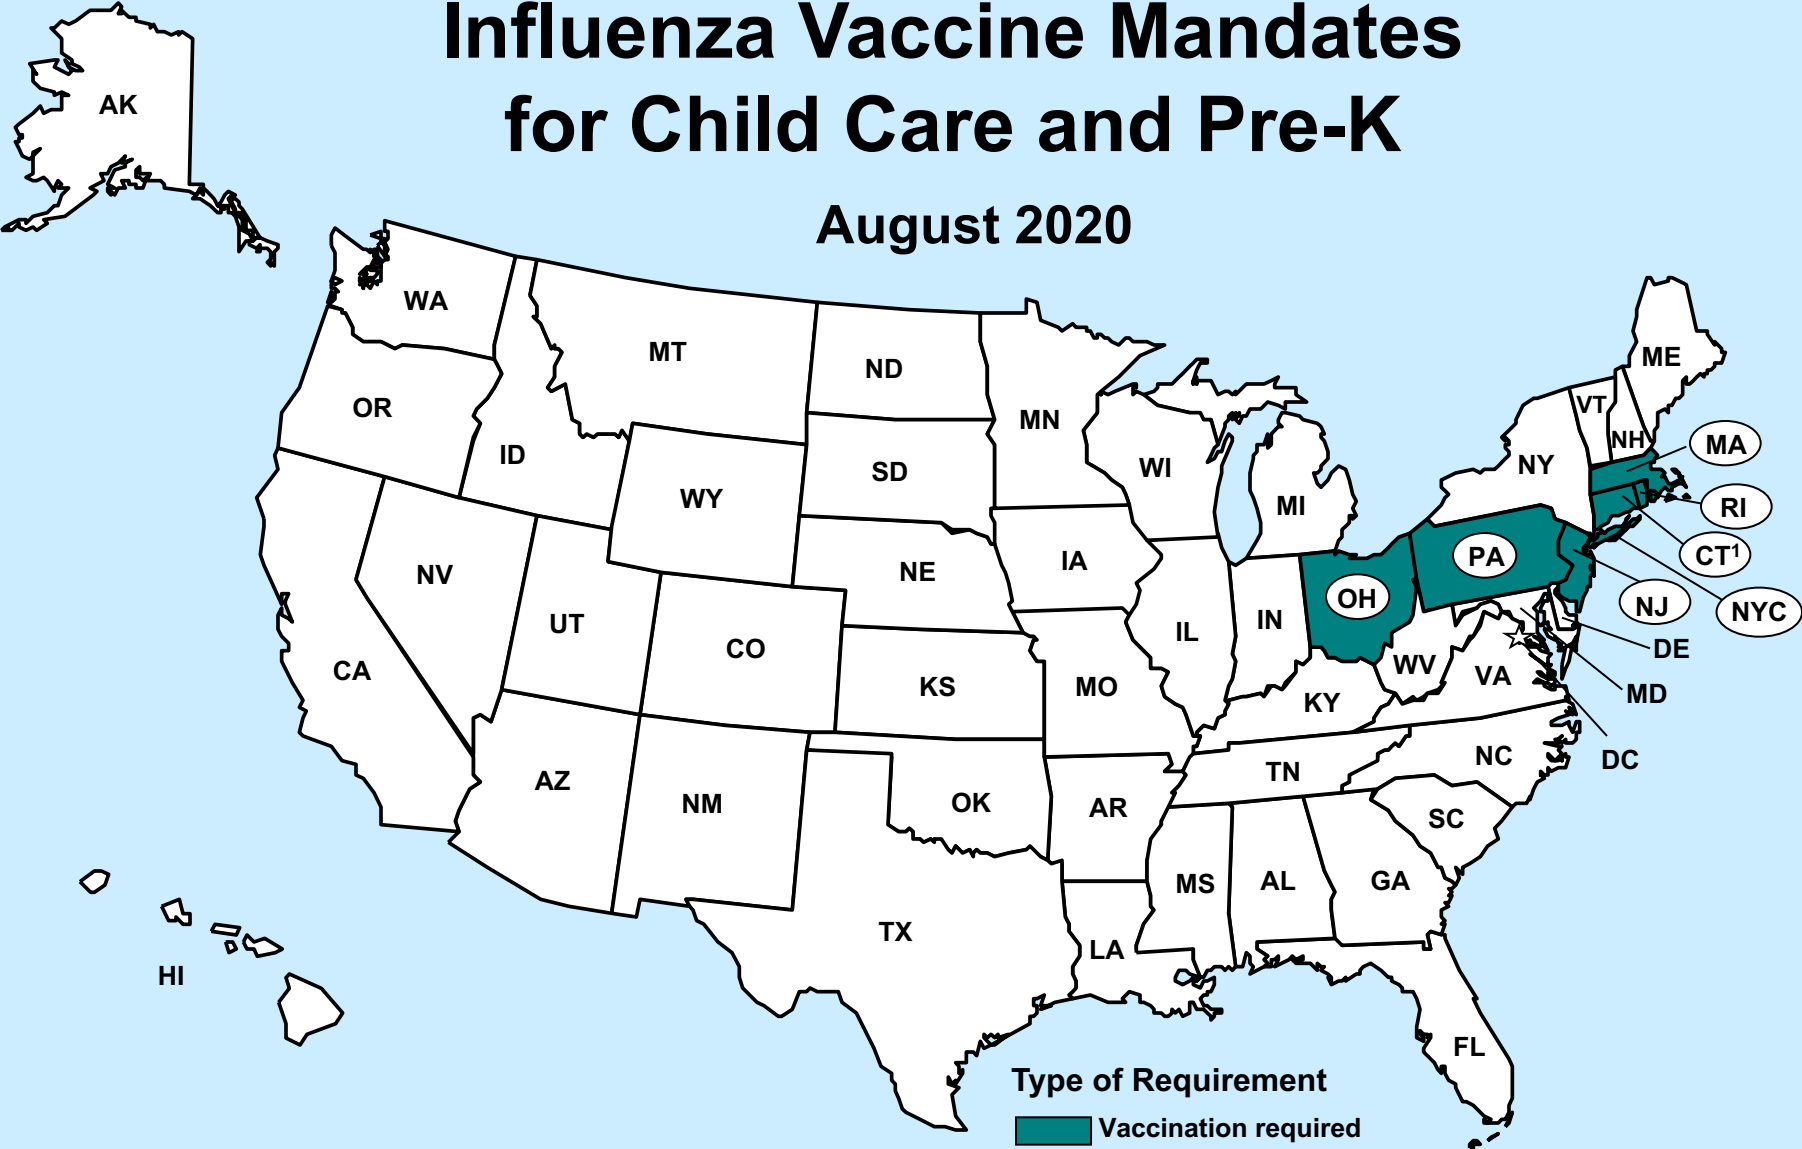 Influenza Vaccine Mandates
for Child Care and Pre-K
August 2020
AK
WA
MT
ND
MN
ME
VT
NH
OR
ID
SD
WI
NY
MA
WY
MI
RI
CT¹
NV
NE
IA
PA
OH
NJ
NYC
UT
CO
IL
IN
DE
CA
KS
MO
WV
VA
MD
KY
DC
AZ
NM
OK
AR
TN
NC
SC
MS
AL
GA
TX
LA
HI
FL
Type of Requirement
Vaccination required